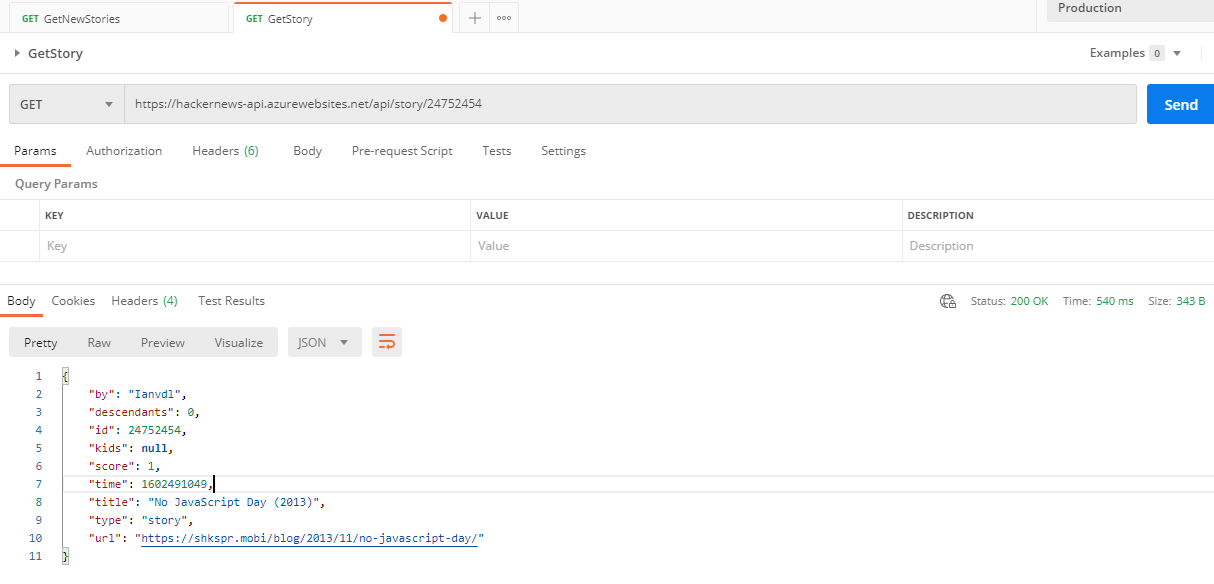 GET GetNewStories GET GetStory Production
GetStory Examples 0
GET https://hackernews-api.azurewebsites.net/api/story/24752454 Send
Params Authorization Headers (6) Body Pre-request Script Tests Settings
Query Params
KEY VALUE DESCRIPTION
Key Value Description
Body Cookies Headers (4) Test Results Status: 200 OK Time: 540 ms Size: 343 B
Pretty Raw Preview Visualize JSON
1 {
2 "by": "Ianvdl",
3 "descendants": 0,
4 "id": 24752454,
5 "kids": null,
6 "score": 1,
7 "time": 1602491049,
8 "title": "No JavaScript Day (2013)",
9 "type": "story",
10 "url": "https://shkspr.mobi/blog/2013/11/no-javascript-day/"
11 }